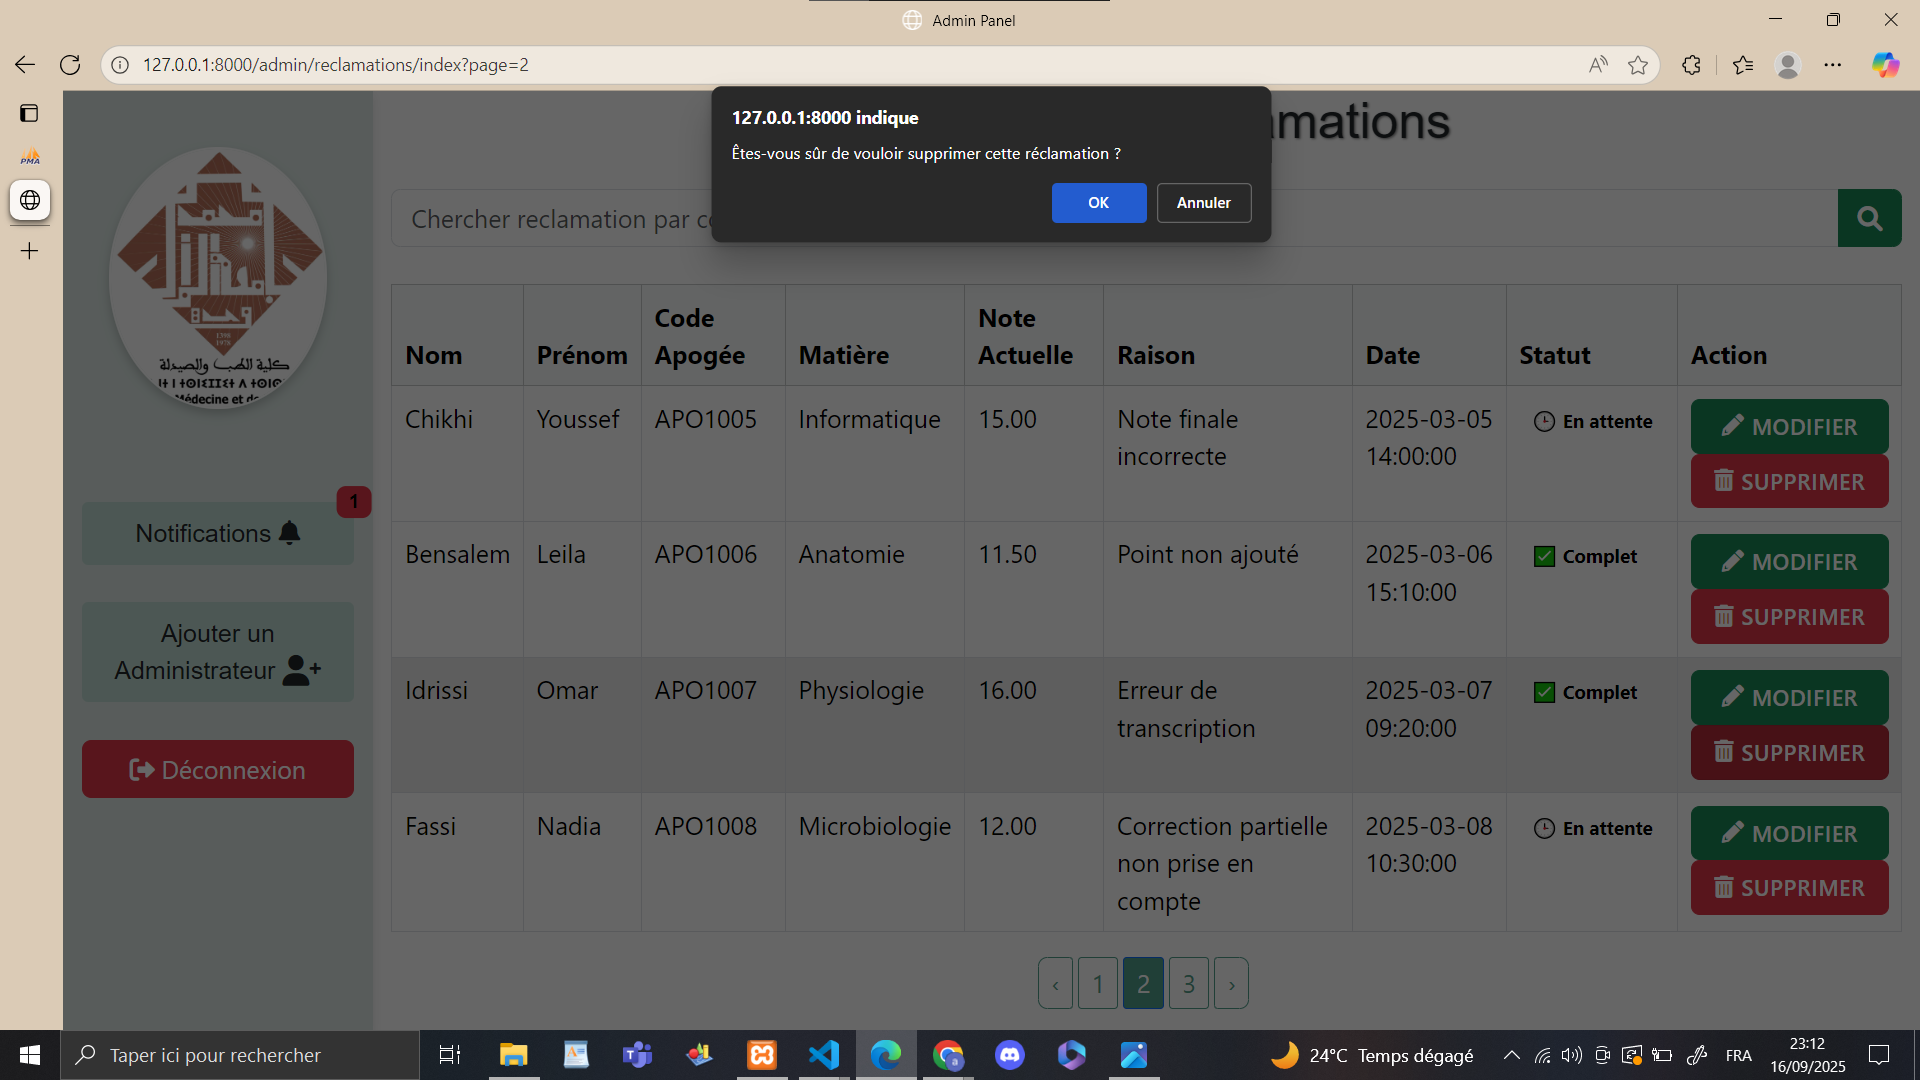 Admin Panel
127.0.0.1:8000/admin/reclamations/index?page=2
PMA
127.0.0.1:8000 indique
Êtes-vous sûr de vouloir supprimer cette réclamation ?
OK
Annuler
amations
Chercher reclamation par co
1398
1978
كلية الطب والصيدلة
Médecine et de
Notifications
1
Ajouter un
Administrateur
Déconnexion
Nom Prénom Code Apogée Matière Note Actuelle Raison Date Statut Action
Chikhi Youssef APO1005 Informatique 15.00 Note finale incorrecte 2025-03-05 14:00:00 En attente MODIFIER SUPPRIMER
Bensalem Leila APO1006 Anatomie 11.50 Point non ajouté 2025-03-06 15:10:00 Complet MODIFIER SUPPRIMER
Idrissi Omar APO1007 Physiologie 16.00 Erreur de transcription 2025-03-07 09:20:00 Complet MODIFIER SUPPRIMER
Fassi Nadia APO1008 Microbiologie 12.00 Correction partielle non prise en compte 2025-03-08 10:30:00 En attente MODIFIER SUPPRIMER
‹ 1 2 3 ›
Taper ici pour rechercher
24°C Temps dégagé
FRA
23:12
16/09/2025